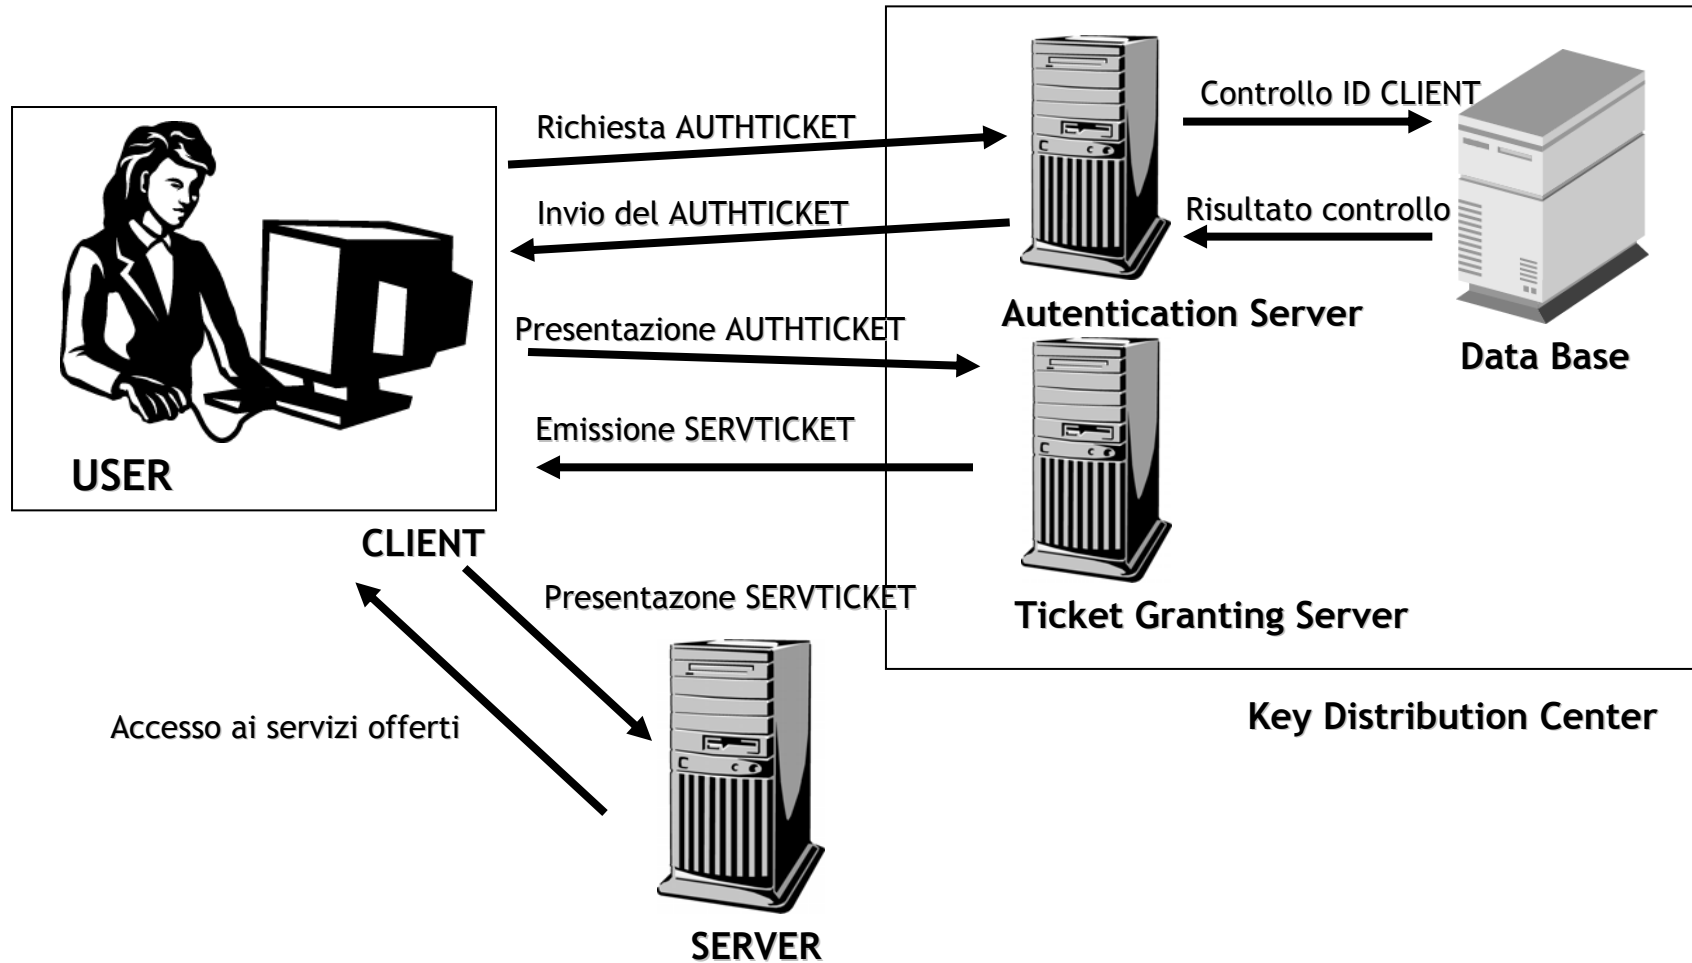 Controllo ID CLIENT
Richiesta AUTHTICKET
Invio del AUTHTICKET
Risultato controllo
Autentication Server
Presentazione AUTHTICKET
Data Base
Emissione SERVTICKET
USER
CLIENT
Presentazone SERVTICKET
Ticket Granting Server
Key Distribution Center
Accesso ai servizi offerti
SERVER